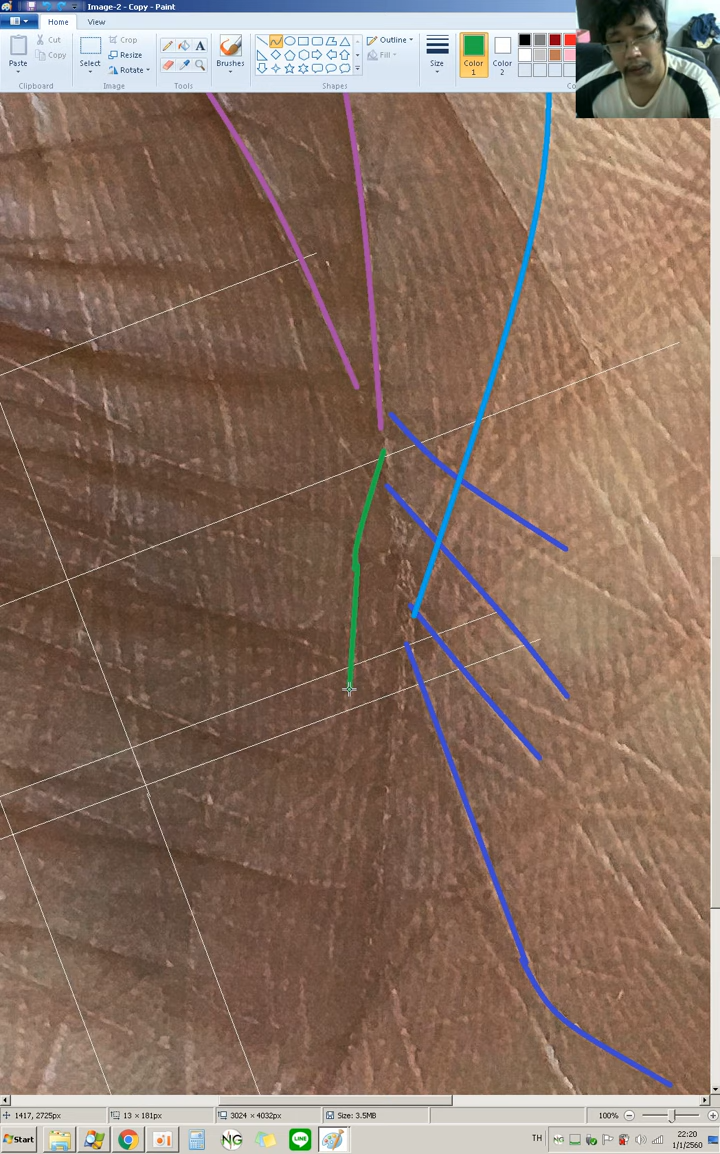 Image-2 - Copy - Paint
Home View
Paste
Cut
Copy
Clipboard
Select
Crop
Resize
Rotate
Image
Tools
Brushes
Shapes
Outline
Fill
Size
Color 1
Color 2
1417, 2725px
13 × 181px
3024 × 4032px
Size: 3.5MB
100%
Start
NG
LINE
TH
NG
22:20
1/1/2560